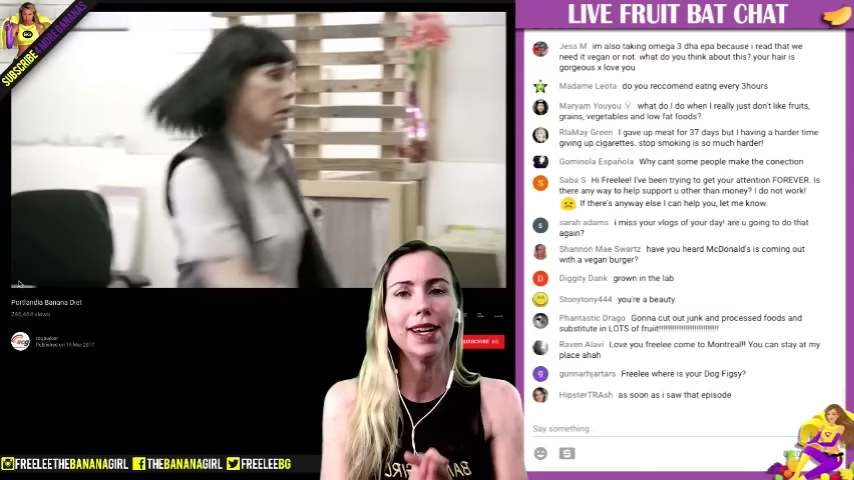 SUBSCRIBE 4 MORE BANANAS
LIVE FRUIT BAT CHAT
Jess M im also taking omega 3 dha epa because i read that we
need it vegan or not. what do you think about this? your hair is
gorgeous x love you
Madame Leota do you reccomend eatng every 3hours
Maryam Youyou what do I do when I really just don't like fruits,
grains, vegetables and low fat foods?
RlaMay Green I gave up meat for 37 days but I having a harder time
giving up cigarettes. stop smoking is so much harder!
Gominola Española Why cant some people make the conection
Saba S Hi Freelee! I've been trying to get your attention FOREVER. Is
there any way to help support u other than money? I do not work!
If there's anyway else I can help you, let me know.
sarah adams i miss your vlogs of your day! are u going to do that
again?
Shannon Mae Swartz have you heard McDonald's is coming out
with a vegan burger?
Diggity Dank grown in the lab
Stonytony444 you're a beauty
Phantastic Drago Gonna cut out junk and processed foods and
substitute in LOTS of fruit!!!!!!!!!!!!!!!!!!!!!!!!!!!
Raven Alavi Love you freelee come to Montreal!! You can stay at my
place ahah
gunnarhjartars Freelee where is your Dog Figsy?
HipsterTRAsh as soon as i saw that episode
Say something...
Portlandia Banana Diet
views
Published on 19 Mar 2017
SUBSCRIBE
FREELEETHEBANANAGIRL THEBANANAGIRL FREELEEBG